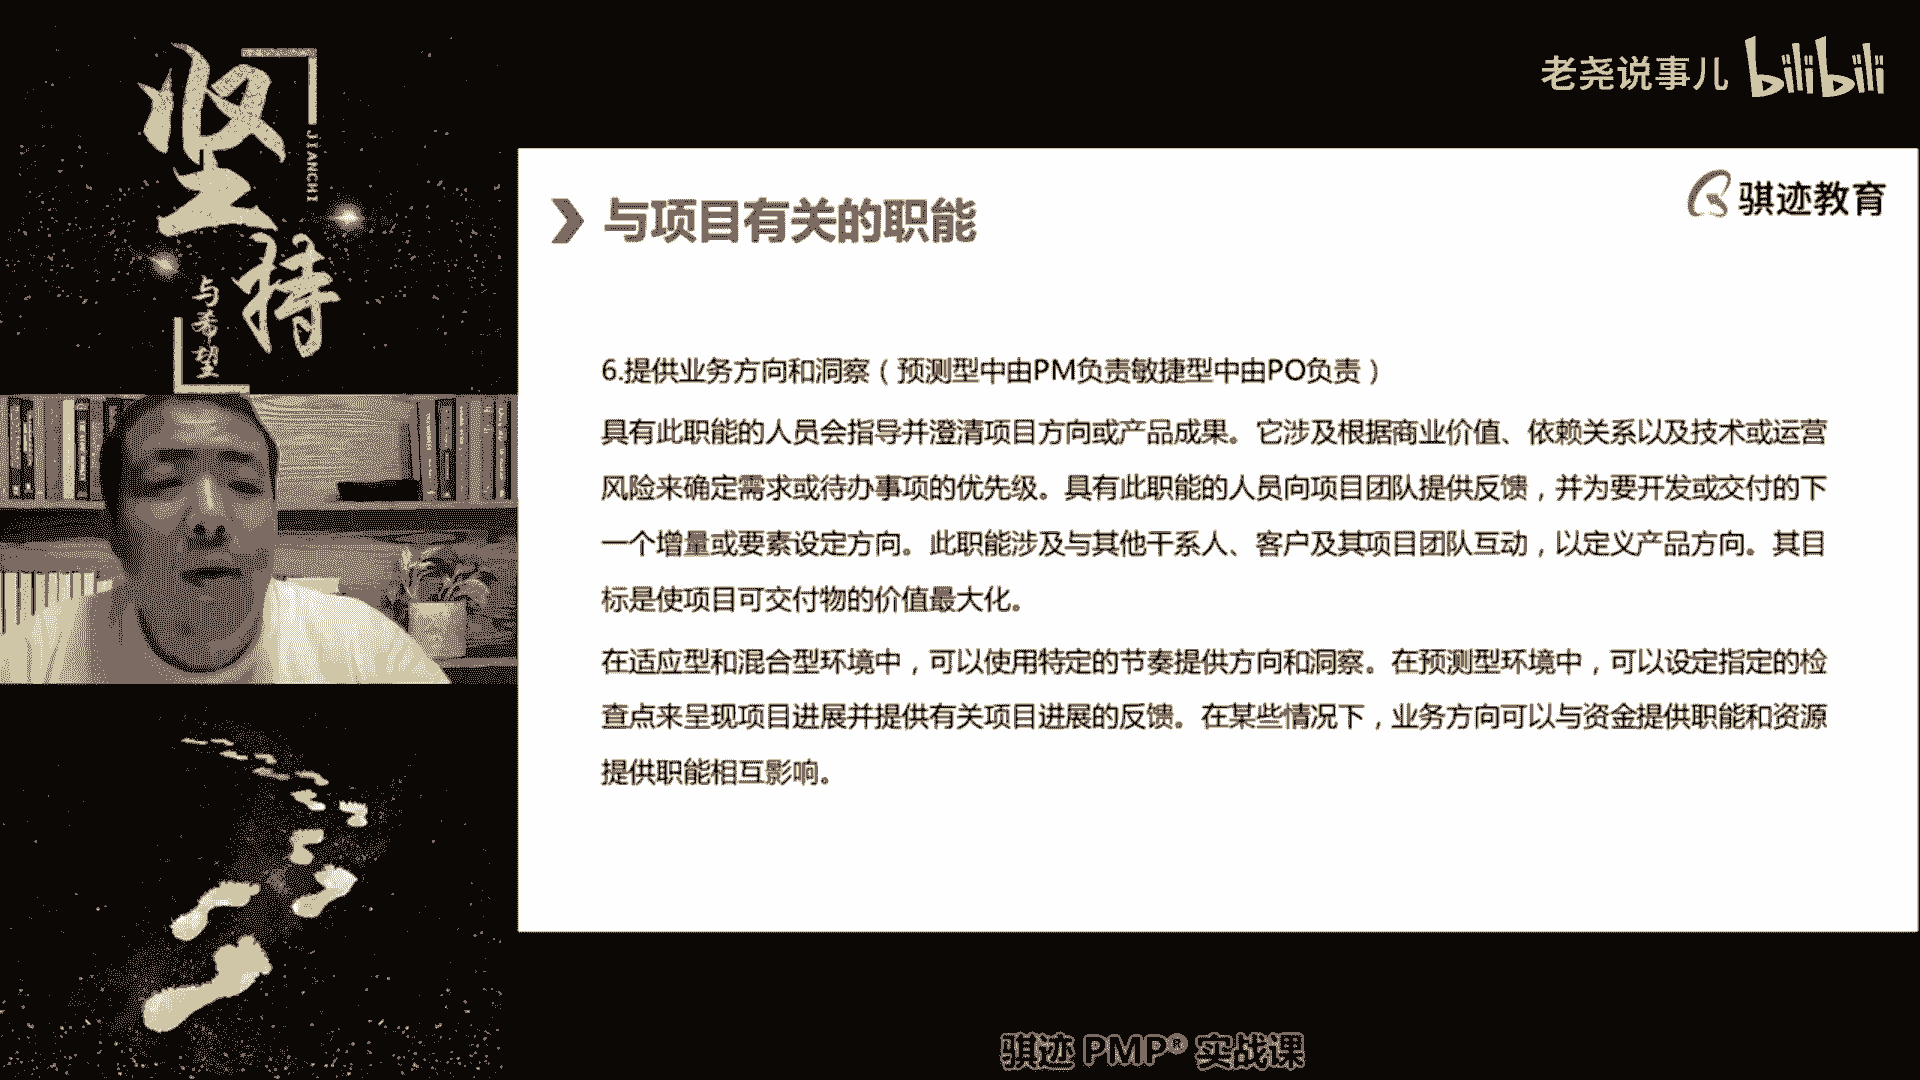 坚持
JIANCHI
与希望
老尧说事儿 bilibili
骐迹教育
与项目有关的职能
6.提供业务方向和洞察（预测型中由PM负责敏捷型中由PO负责）
具有此职能的人员会指导并澄清项目方向或产品成果。它涉及根据商业价值、依赖关系以及技术或运营
风险来确定需求或待办事项的优先级。具有此职能的人员向项目团队提供反馈，并为要开发或交付的下
一个增量或要素设定方向。此职能涉及与其他干系人、客户及其项目团队互动，以定义产品方向。其目
标是使项目可交付物的价值最大化。
在适应型和混合型环境中，可以使用特定的节奏提供方向和洞察。在预测型环境中，可以设定指定的检
查点来呈现项目进展并提供有关项目进展的反馈。在某些情况下，业务方向可以与资金提供职能和资源
提供职能相互影响。
骐迹 PMP® 实战课